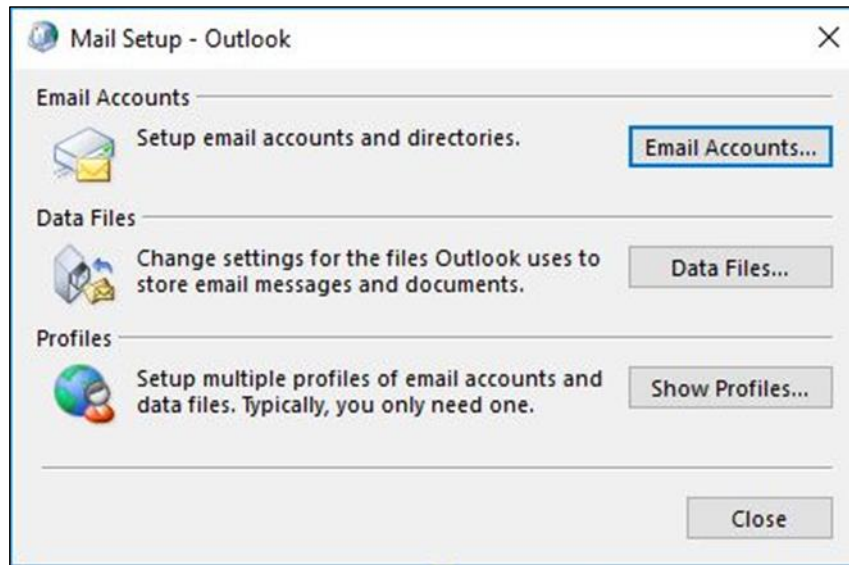 Mail Setup - Outlook
Email Accounts
Setup email accounts and directories.
Email Accounts...
Data Files
Change settings for the files Outlook uses to
store email messages and documents.
Data Files...
Profiles
Setup multiple profiles of email accounts and
data files. Typically, you only need one.
Show Profiles...
Close